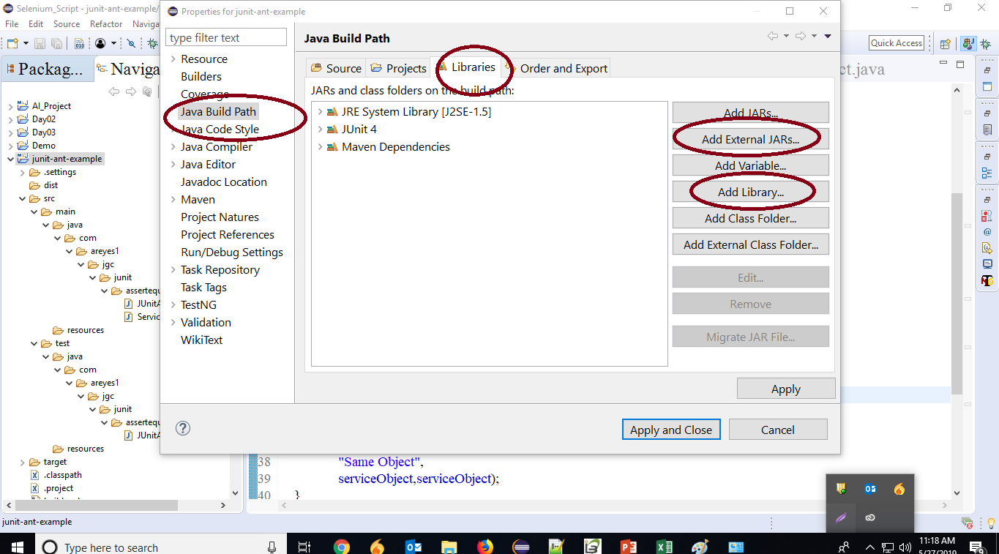 Selenium_Script - junit-ant-example/
File Edit Source Refactor Naviga
Quick Access
Packag... Naviga
ct.java
AI_Project
Day02
Day03
Demo
junit-ant-example
.settings
dist
src
main
java
com
areyes1
jgc
junit
assertequ
JUnitA
Servic
resources
test
java
com
areyes1
jgc
junit
assertequ
JUnitA
resources
target
.classpath
.project
Properties for junit-ant-example
type filter text
Resource
Builders
Coverage
Java Build Path
Java Code Style
Java Compiler
Java Editor
Javadoc Location
Maven
Project Natures
Project References
Run/Debug Settings
Task Repository
Task Tags
TestNG
Validation
WikiText
Java Build Path
Source Projects Libraries Order and Export
JARs and class folders on the build path:
JRE System Library [J2SE-1.5]
JUnit 4
Maven Dependencies
Add JARs...
Add External JARs...
Add Variable...
Add Library...
Add Class Folder...
Add External Class Folder...
Edit...
Remove
Migrate JAR File...
Apply
Apply and Close Cancel
38 "Same Object",
39 serviceObject,serviceObject);
40 }
junit-ant-example
Type here to search
11:18 AM
5/27/2019